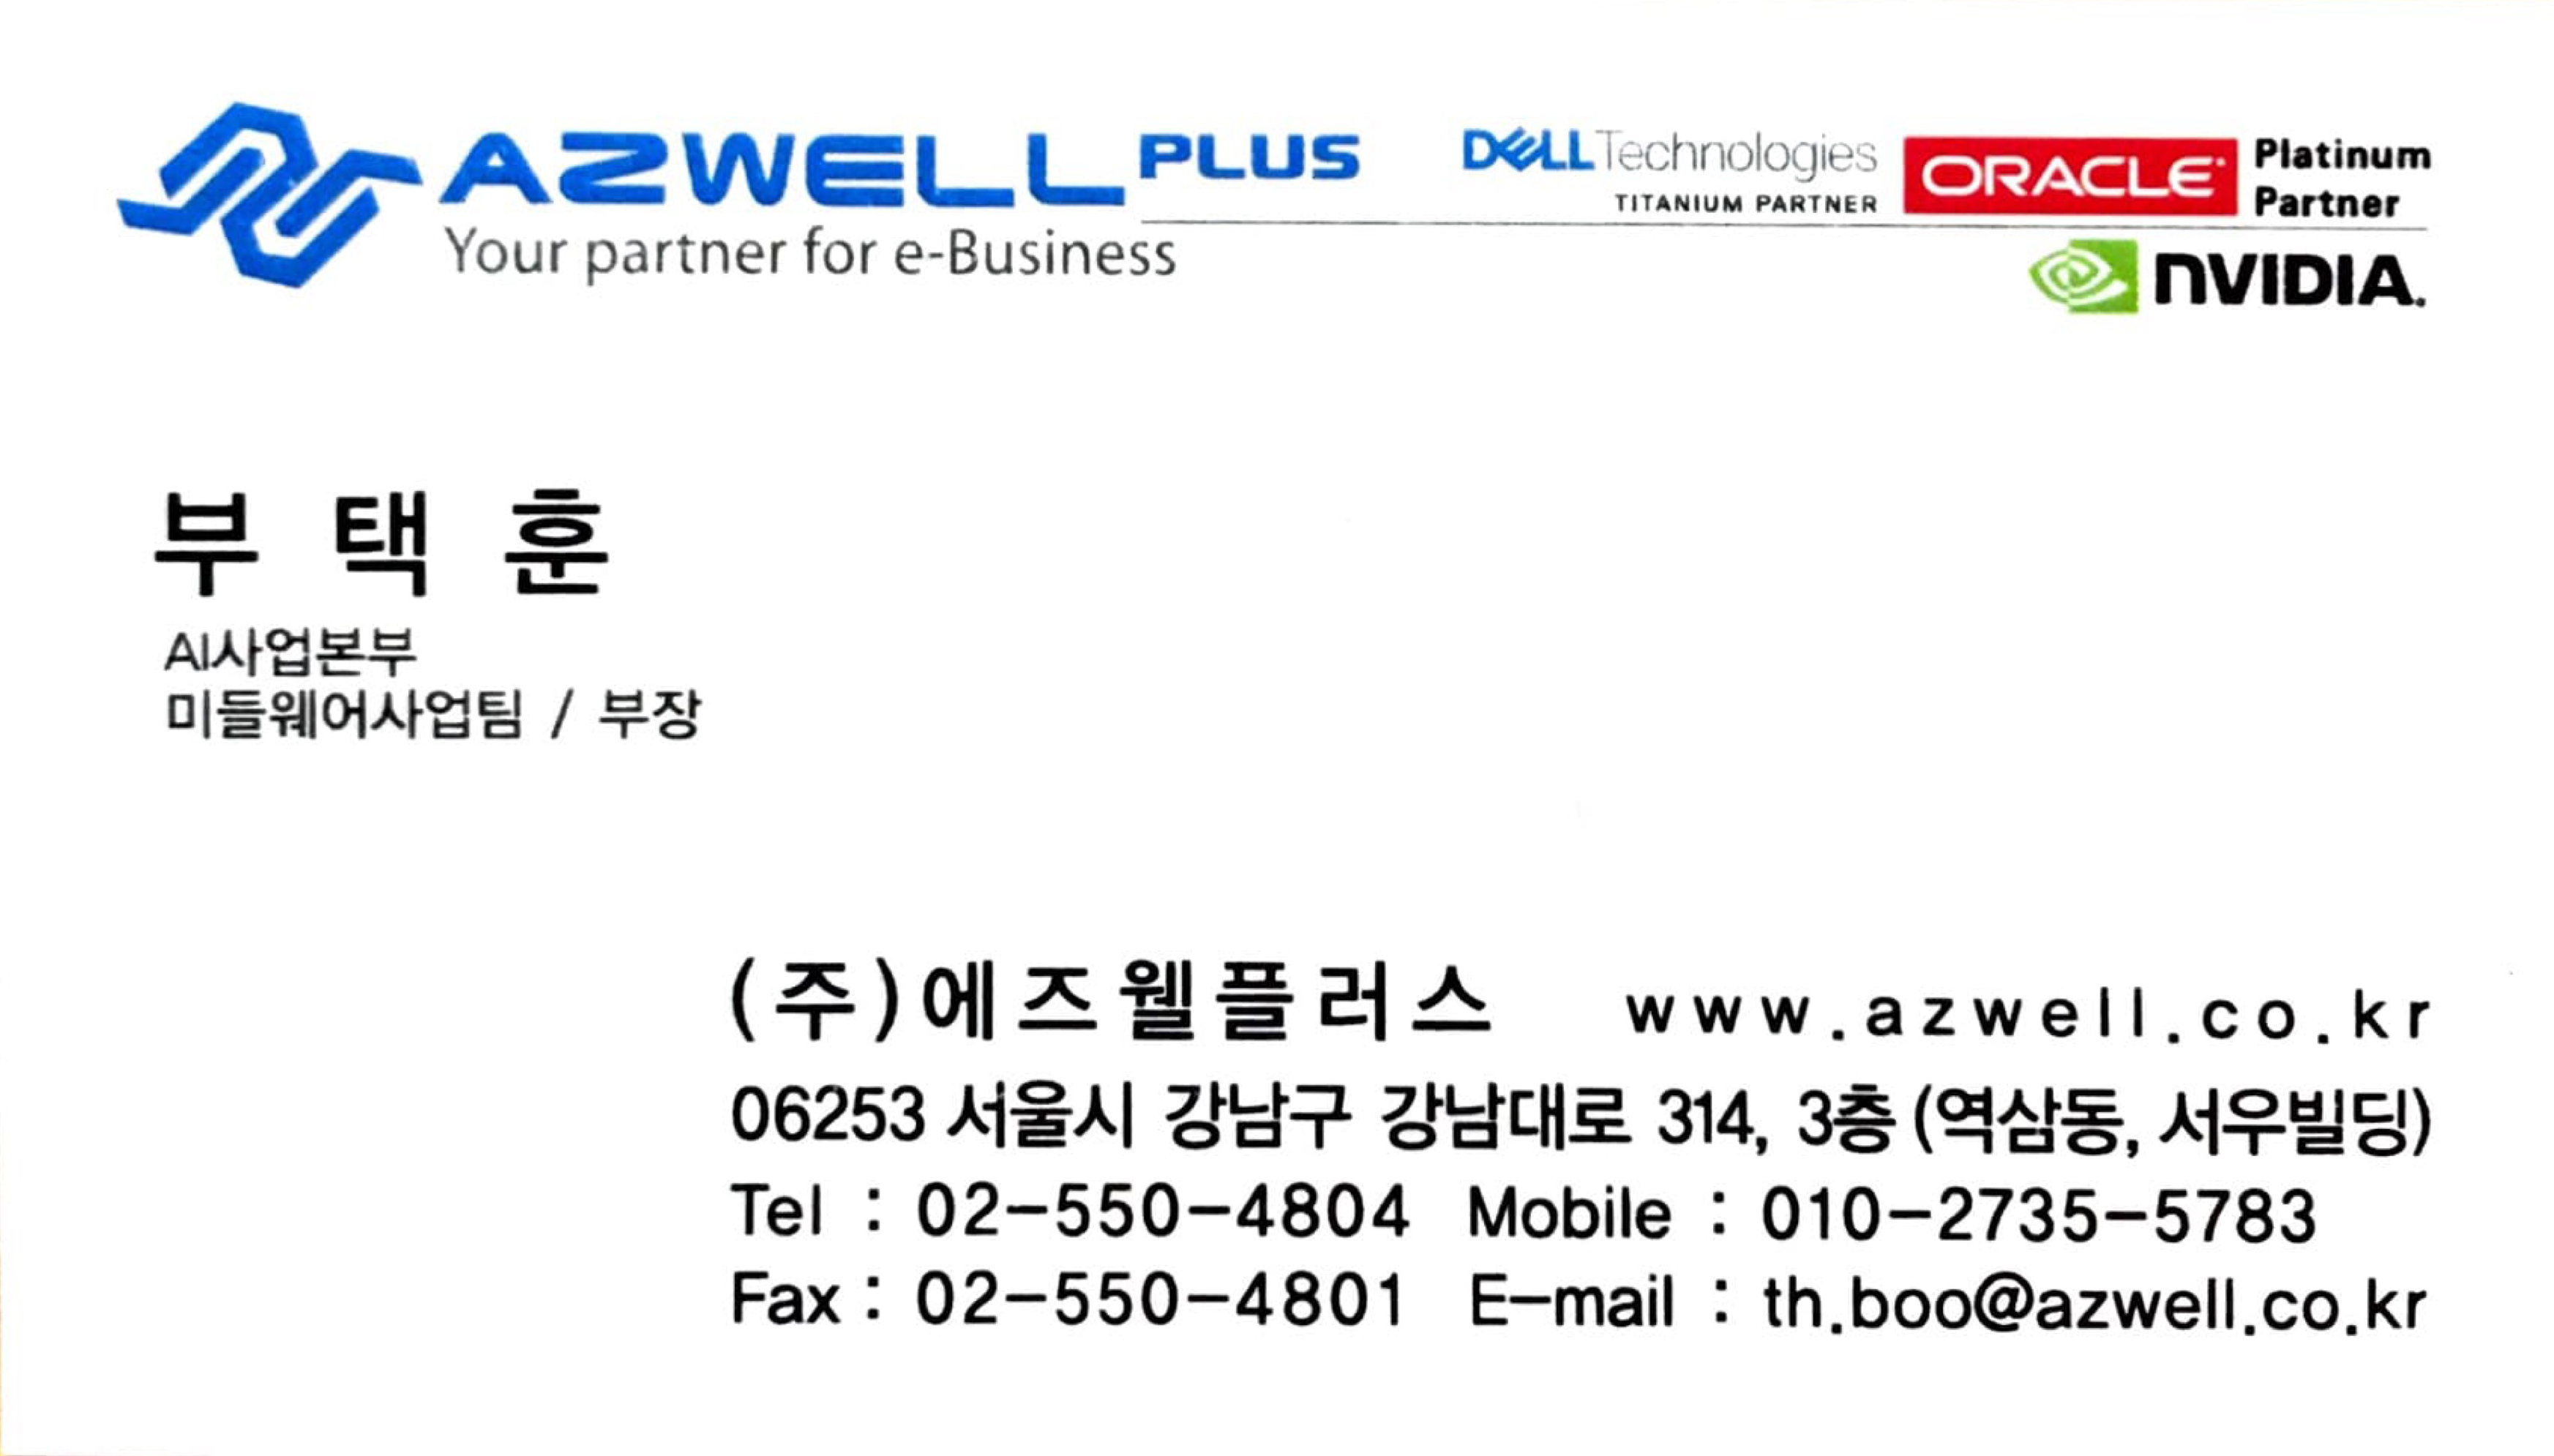 AZWELL PLUS
Your partner for e-Business
DELL Technologies
TITANIUM PARTNER
ORACLE Platinum Partner
NVIDIA.
부 택 훈
AI사업본부
미들웨어사업팀 / 부장
(주)에즈웰플러스 www.azwell.co.kr
06253 서울시 강남구 강남대로 314, 3층 (역삼동, 서우빌딩)
Tel : 02-550-4804 Mobile : 010-2735-5783
Fax : 02-550-4801 E-mail : th.boo@azwell.co.kr